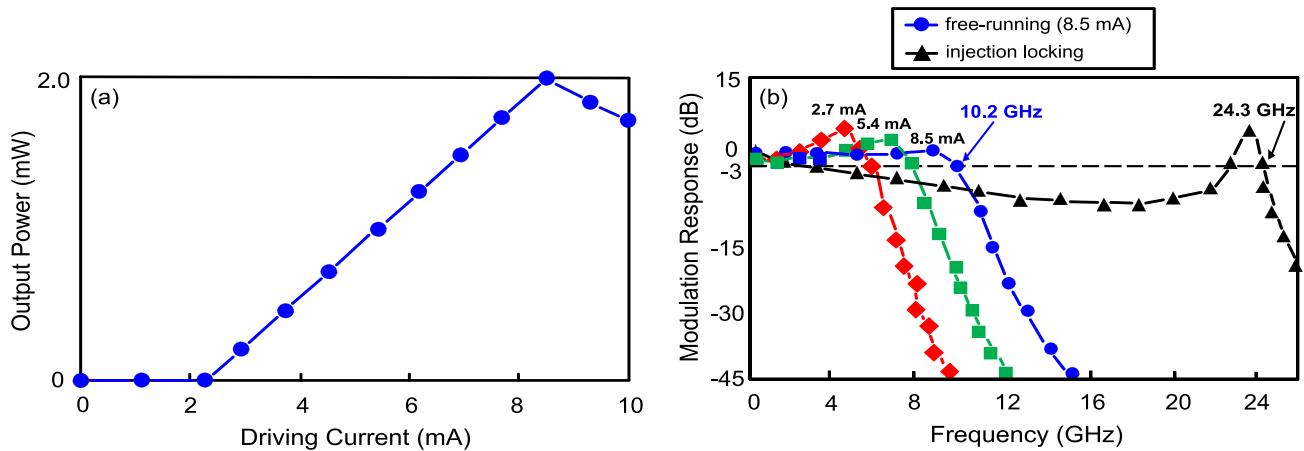 free-running (8.5 mA)
injection locking
(a)
2.0
1.0
0
Output Power (mW)
0 2 4 6 8 10
Driving Current (mA)
(b)
15
0
-3
-15
-30
-45
Modulation Response (dB)
2.7 mA
5.4 mA
8.5 mA
10.2 GHz
24.3 GHz
0 4 8 12 16 20 24
Frequency (GHz)